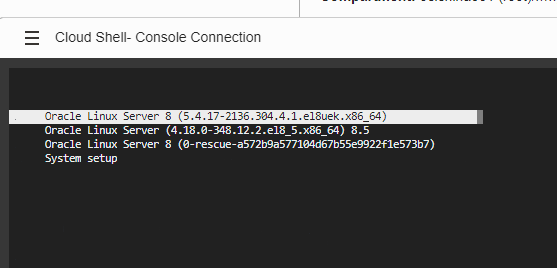 Cloud Shell- Console Connection
Oracle Linux Server 8 (5.4.17-2136.304.4.1.el8uek.x86_64)
Oracle Linux Server (4.18.0-348.12.2.el8_5.x86_64) 8.5
Oracle Linux Server 8 (0-rescue-a572b9a577104d67b55e9922f1e573b7)
System setup